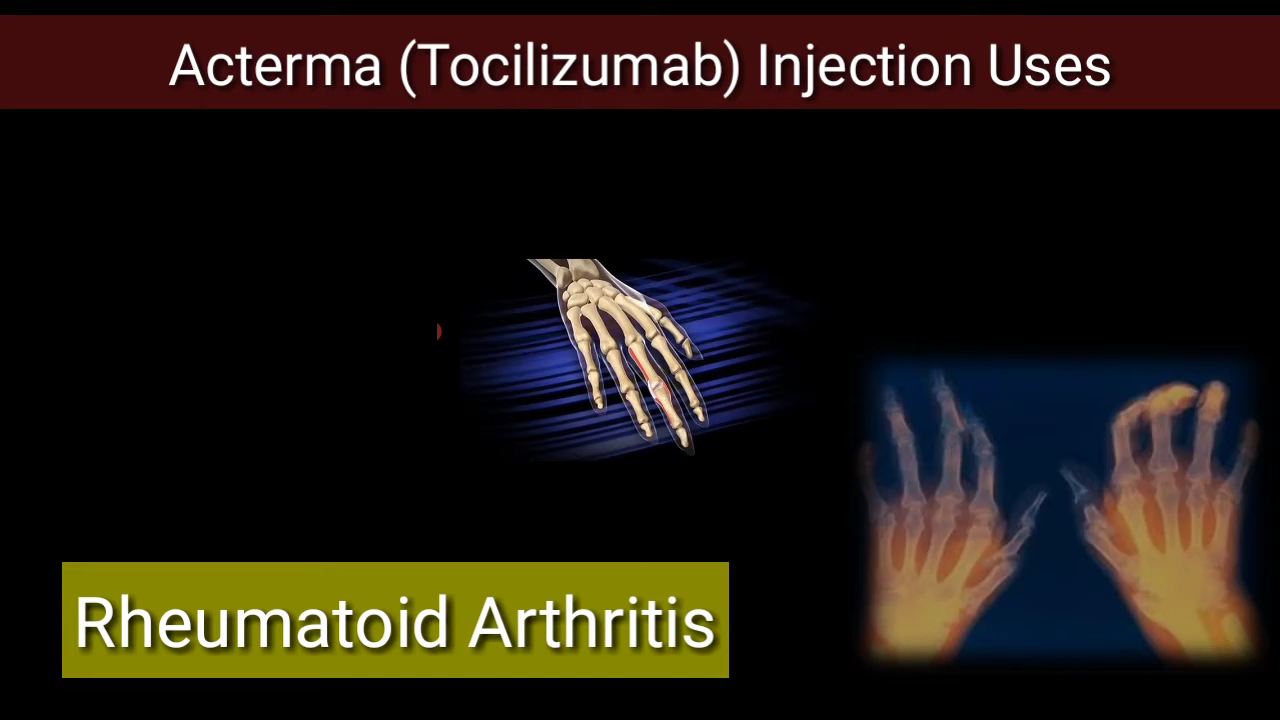 Acterma (Tocilizumab) Injection Uses
Rheumatoid Arthritis